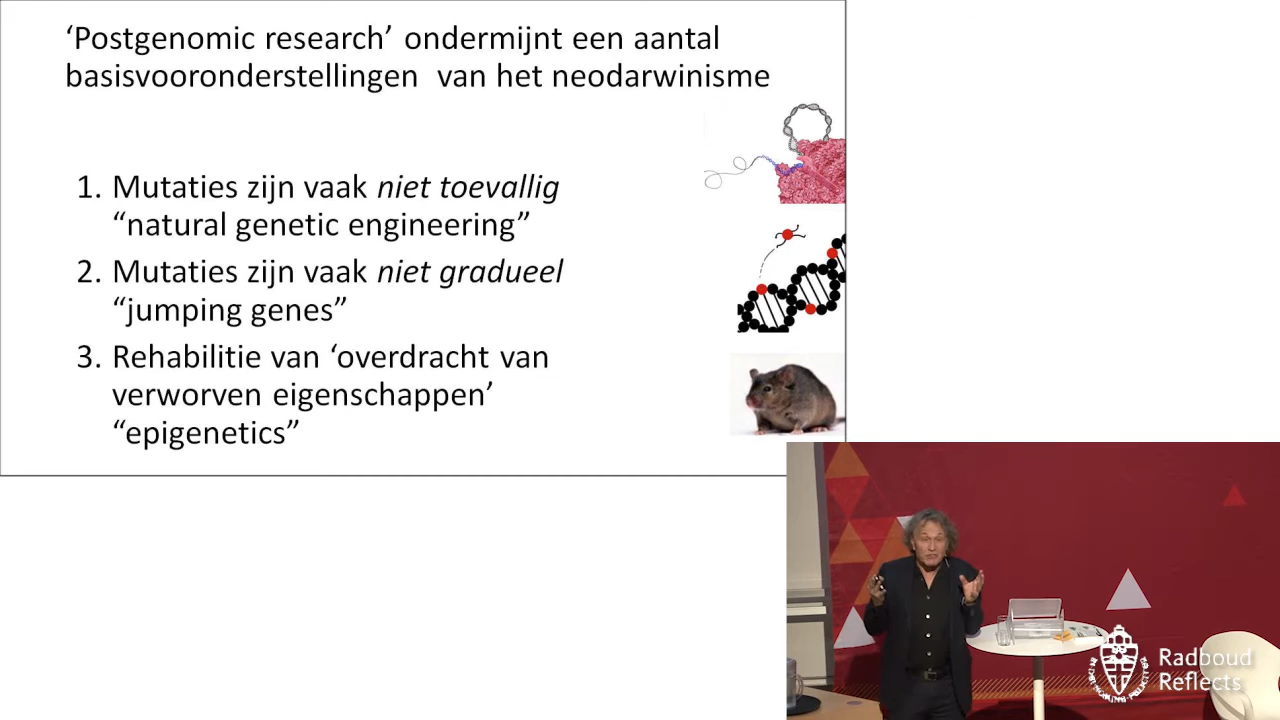 ‘Postgenomic research’ ondermijnt een aantal
basisvooronderstellingen van het neodarwinisme
1. Mutaties zijn vaak niet toevallig
“natural genetic engineering”
2. Mutaties zijn vaak niet gradueel
“jumping genes”
3. Rehabilitie van ‘overdracht van
verworven eigenschappen’
“epigenetics”
Radboud
Reflects